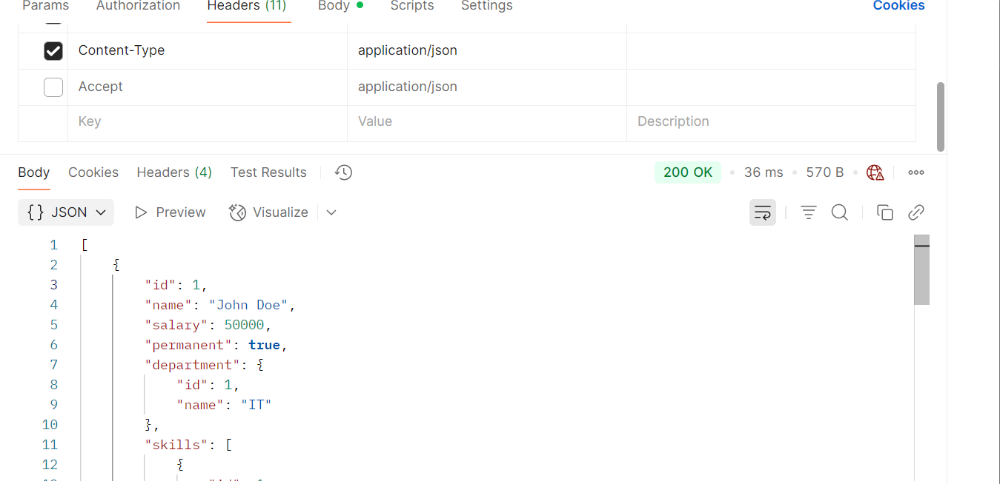 Params Authorization Headers (11) Body Scripts Settings Cookies
Content-Type application/json
Accept application/json
Key Value Description
Body Cookies Headers (4) Test Results 200 OK 36 ms 570 B
{} JSON Preview Visualize
1 [
2 {
3 "id": 1,
4 "name": "John Doe",
5 "salary": 50000,
6 "permanent": true,
7 "department": {
8 "id": 1,
9 "name": "IT"
10 },
11 "skills": [
12 {